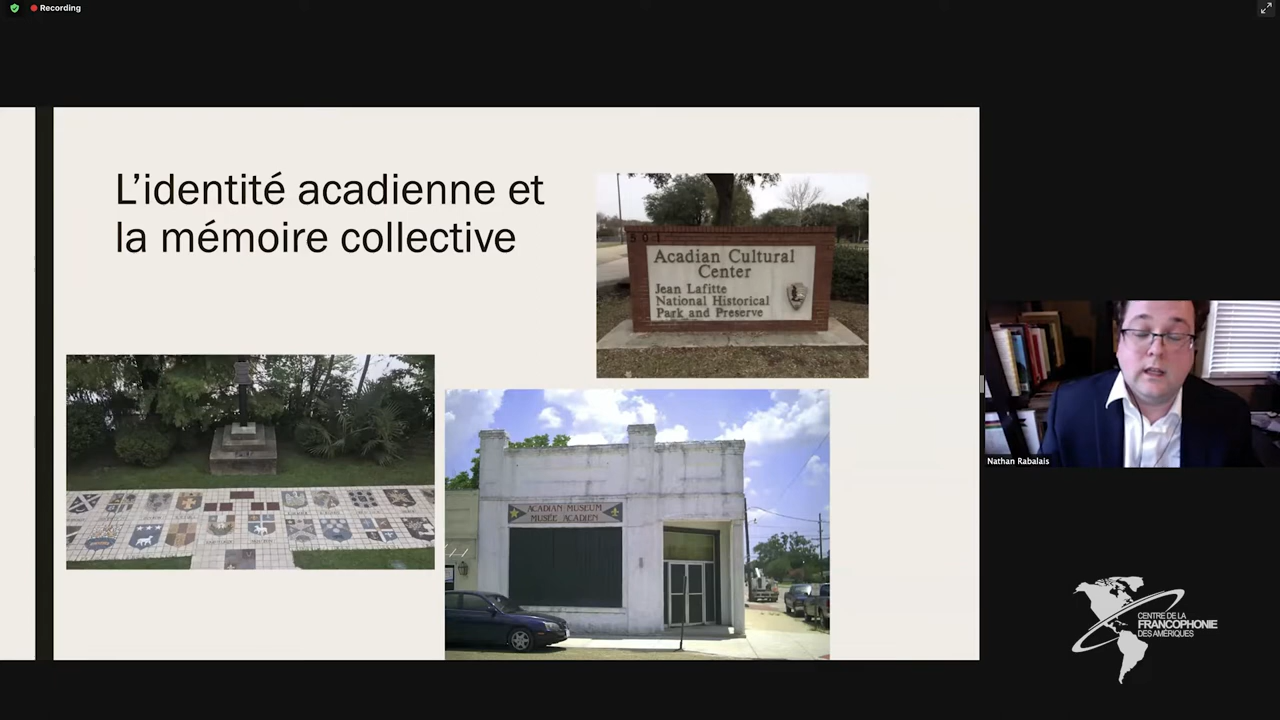 Recording
L'identité acadienne et
la mémoire collective
501
Acadian Cultural
Center
Jean Lafitte
National Historical
Park and Preserve
ACADIAN MUSEUM
MUSÉE ACADIEN
Nathan Rabalais
CENTRE DE LA
FRANCOPHONIE
DES AMÉRIQUES